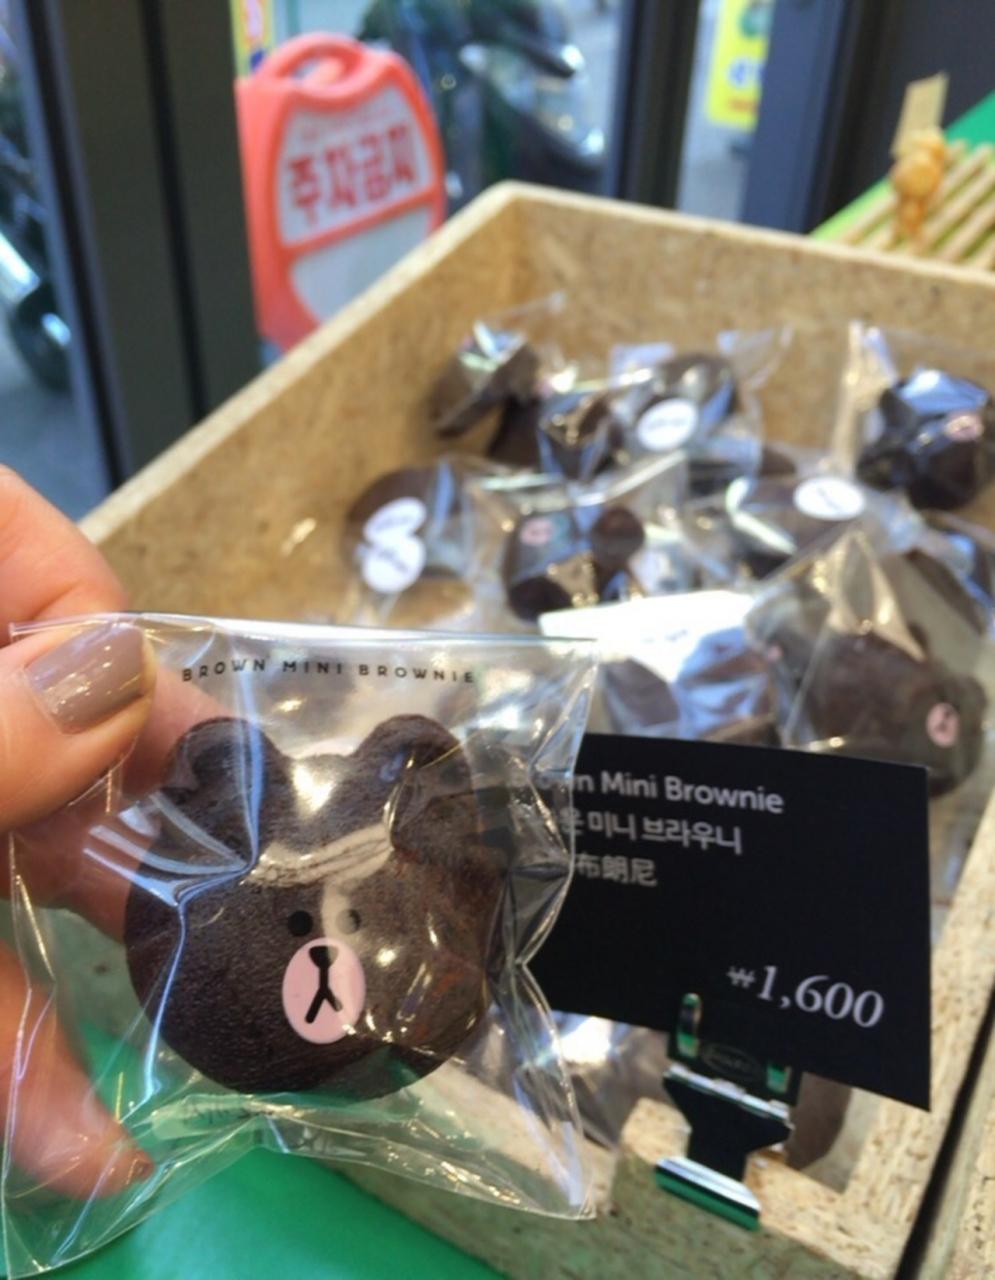 주차금지
BROWN MINI BROWNIE
n Mini Brownie
운 미니 브라우니
布朗尼
₩1,600